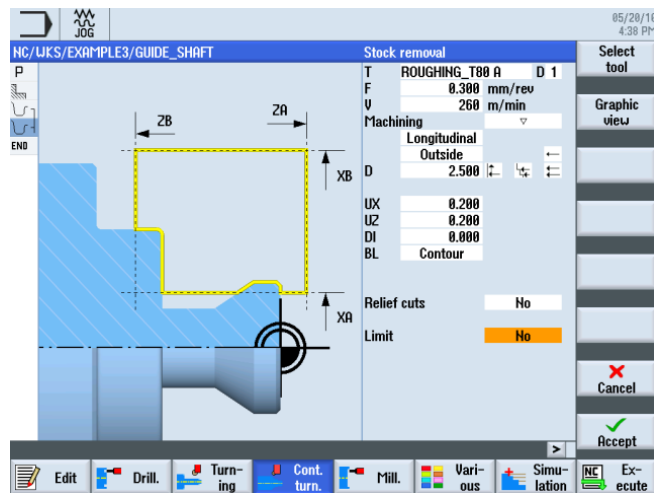 05/20/16
4:38 PM
JOG
NC/WKS/EXAMPLE3/GUIDE_SHAFT
Stock removal
Select
tool
P
END
ZB
ZA
XB
XA
T ROUGHING_T80 A D 1
F 0.300 mm/rev
V 260 m/min
Machining ▽
Longitudinal
Outside ←
D 2.500
UX 0.200
UZ 0.200
DI 0.000
BL Contour
Relief cuts No
Limit No
Graphic
view
Cancel
Accept
>
Edit
Drill.
Turn-
ing
Cont.
turn.
Mill.
Vari-
ous
Simu-
lation
NC
Ex-
ecute